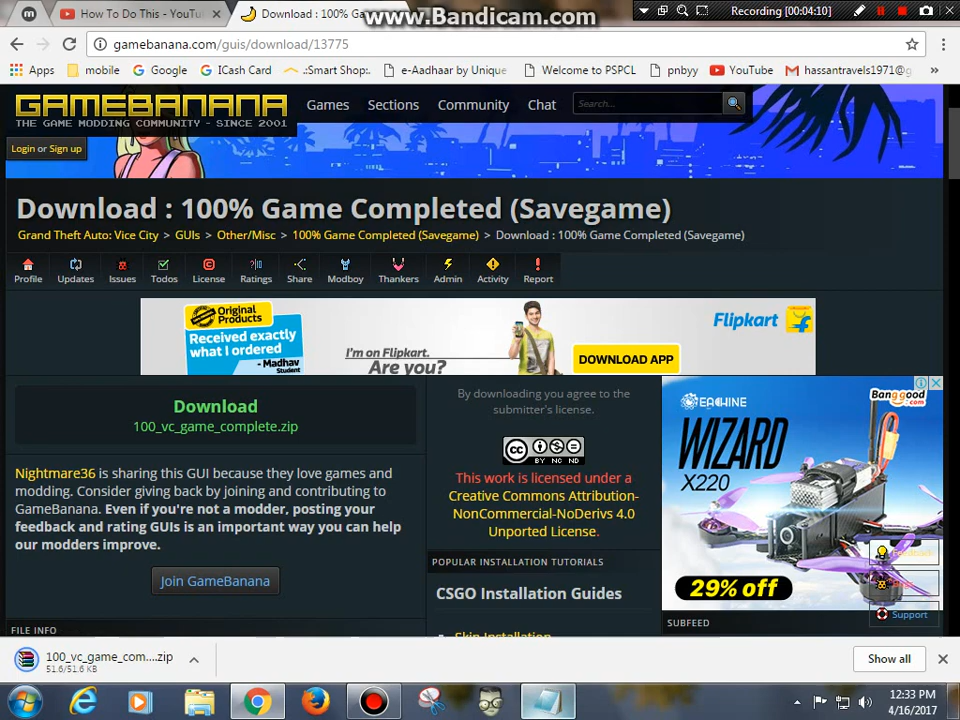 How To Do This - YouTu
Download : 100% Ga
www.Bandicam.com
Recording [00:04:10]
gamebanana.com/guis/download/13775
Apps
mobile
Google
ICash Card
.:Smart Shop:.
e-Aadhaar by Unique
Welcome to PSPCL
pnbyy
YouTube
hassantravels1971@g
GAMEBANANA
THE GAME MODDING COMMUNITY - SINCE 2001
Games
Sections
Community
Chat
Search...
Login or Sign up
Download : 100% Game Completed (Savegame)
Grand Theft Auto: Vice City > GUIs > Other/Misc > 100% Game Completed (Savegame) > Download : 100% Game Completed (Savegame)
Profile
Updates
Issues
Todos
License
Ratings
Share
Modboy
Thankers
Admin
Activity
Report
Original
Products
Received exactly
what I ordered
- Madhav
Student
I'm on Flipkart.
Are you?
DOWNLOAD APP
Flipkart
Download
100_vc_game_complete.zip
Nightmare36 is sharing this GUI because they love games and
modding. Consider giving back by joining and contributing to
GameBanana. Even if you're not a modder, posting your
feedback and rating GUIs is an important way you can help
our modders improve.
Join GameBanana
FILE INFO
By downloading you agree to the
submitter's license.
cc
BY NC ND
This work is licensed under a
Creative Commons Attribution-
NonCommercial-NoDerivs 4.0
Unported License.
POPULAR INSTALLATION TUTORIALS
CSGO Installation Guides
Skin Installation
EACHINE
Banggood
.com
WIZARD
X220
29% off
Support
SUBFEED
100_vc_game_com....zip
51.6/51.6 KB
Show all
12:33 PM
4/16/2017